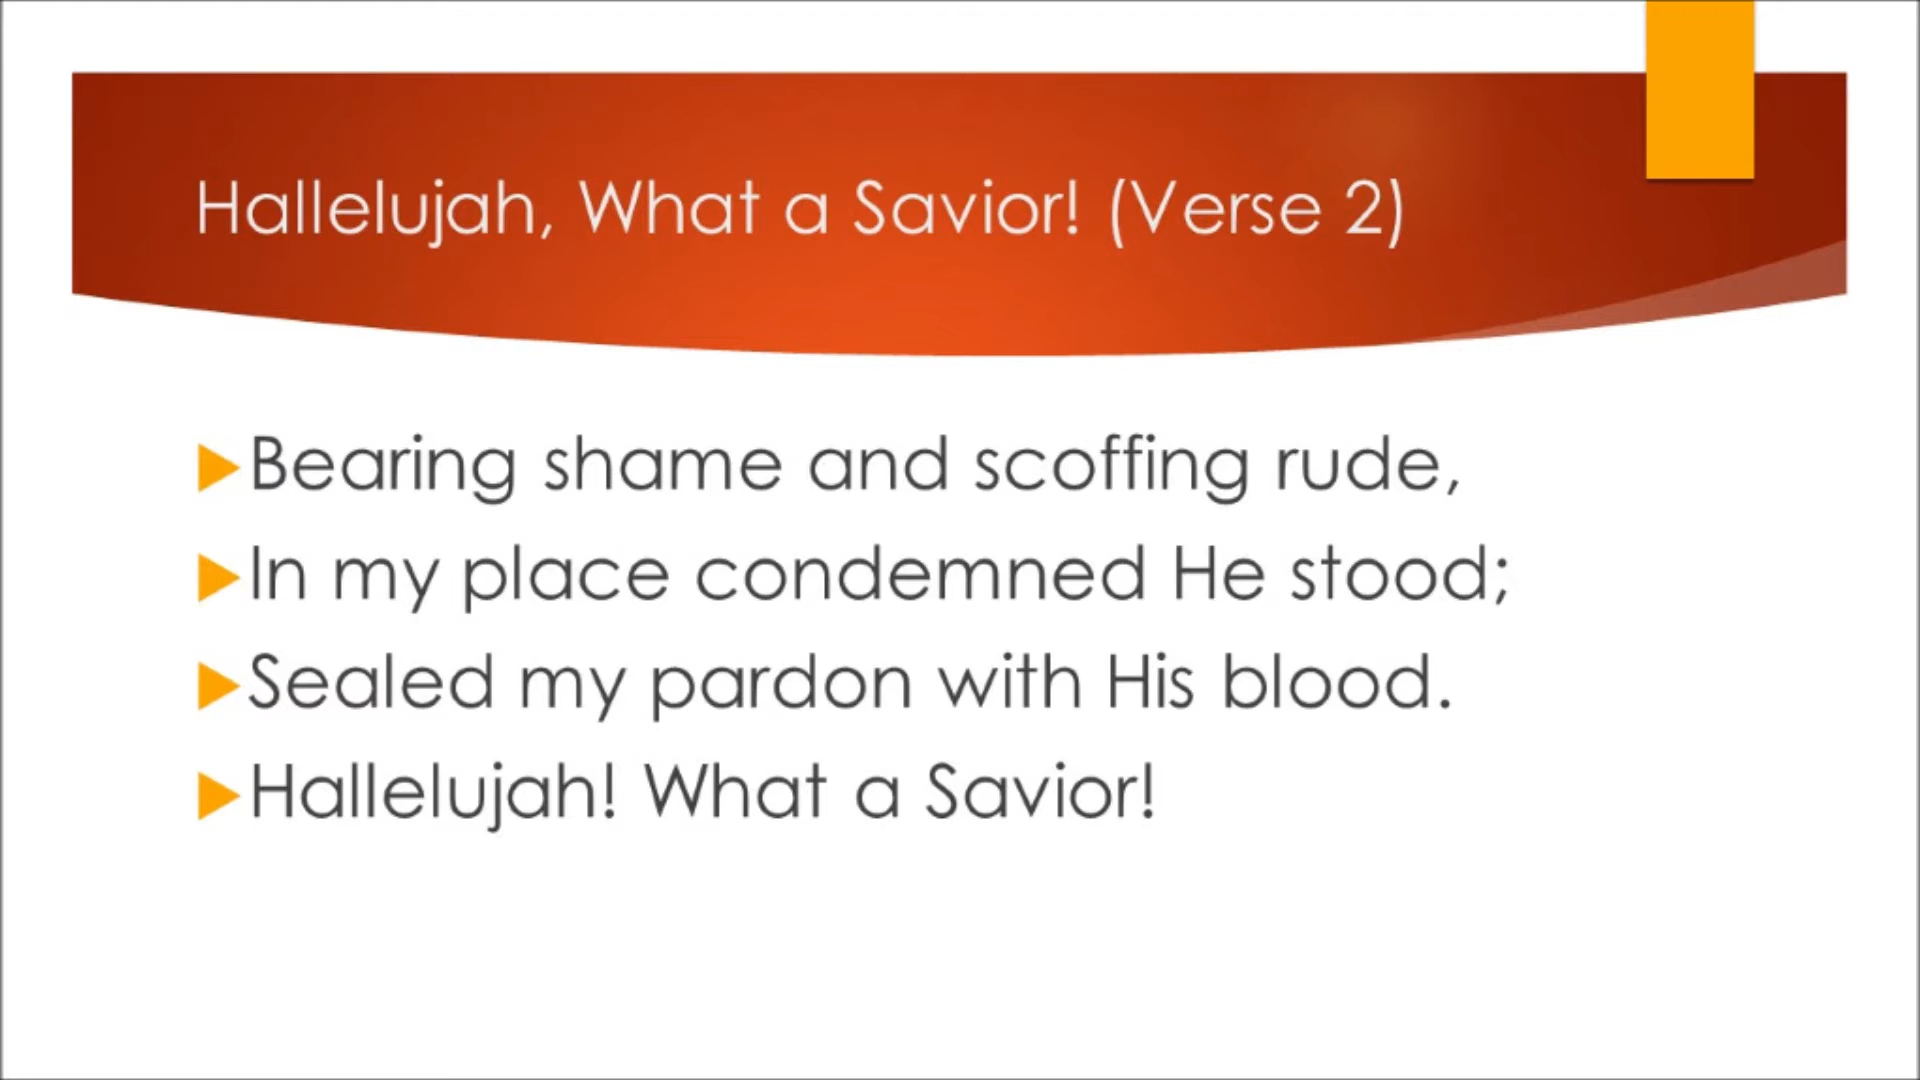 Hallelujah, What a Savior! (Verse 2)
Bearing shame and scoffing rude,
In my place condemned He stood;
Sealed my pardon with His blood.
Hallelujah! What a Savior!